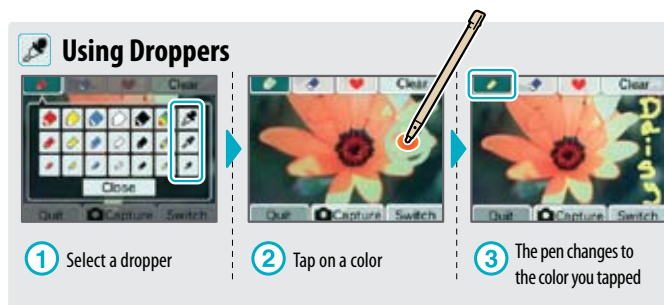 Using Droppers
Clear
Close
Quit Capture Switch
Clear
Quit Capture Switch
Clear
Quit Capture Switch
1 Select a dropper
2 Tap on a color
3 The pen changes to
the color you tapped